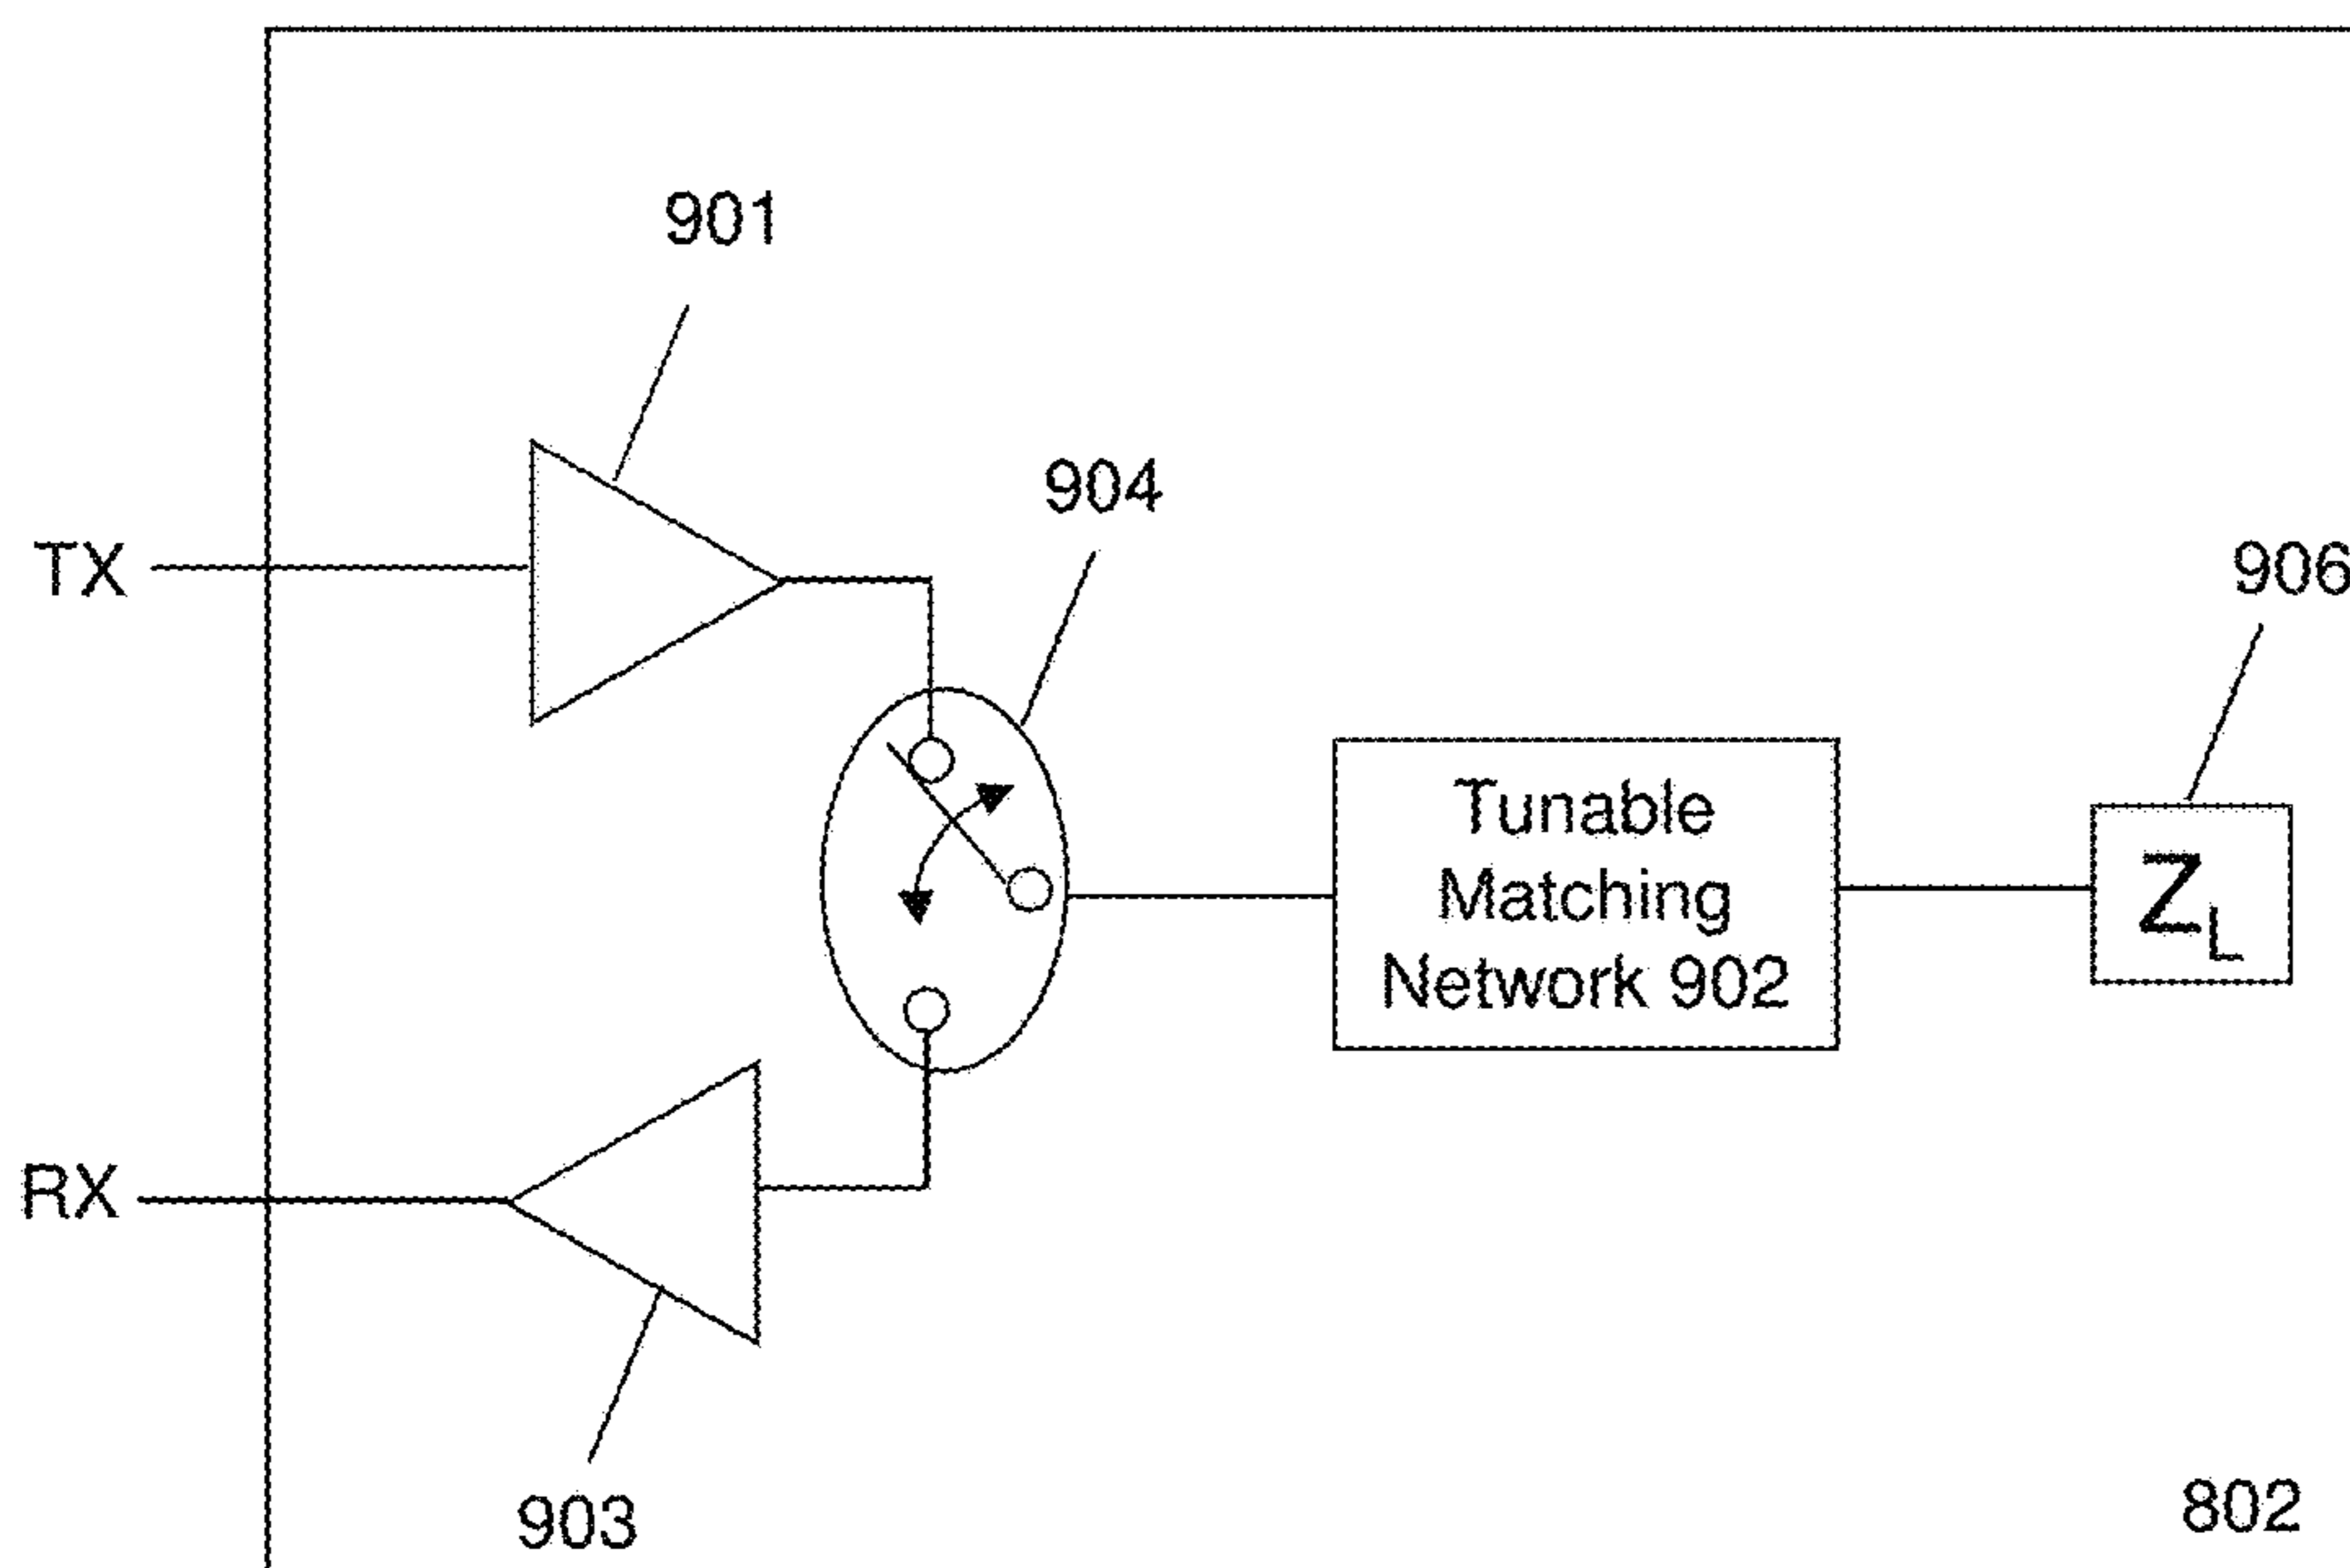 901
904
TX
906
Tunable
Matching
Network 902
ZL
RX
903
802